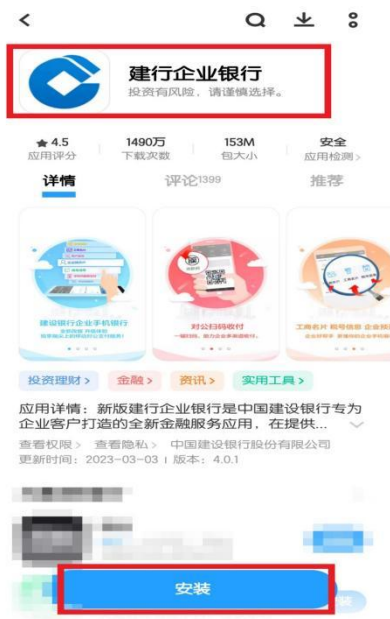 建行企业银行
投资有风险，请谨慎选择。
4.5 1490万 153M 安全
应用评分 下载次数 包大小 应用检测>
详情 评论1399 推荐
建设银行企业手机银行
对公扫码收付
投资理财> 金融> 资讯> 实用工具>
应用详情：新版建行企业银行是中国建设银行专为
企业客户打造的全新金融服务应用，在提供...
查看权限> 查看隐私> 中国建设银行股份有限公司
更新时间：2023-03-03 | 版本：4.0.1
安装